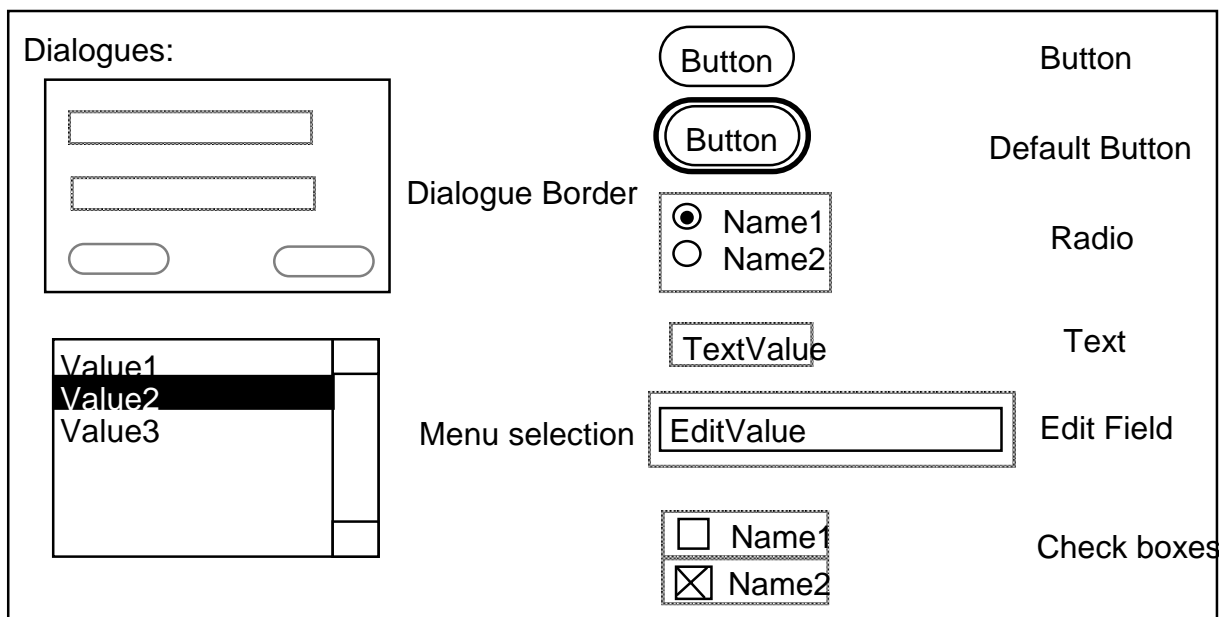 Dialogues:
Dialogue Border
Value1
Value2
Value3
Menu selection
Button
Button
Button
Default Button
Name1
Name2
Radio
TextValue
Text
EditValue
Edit Field
Name1
Name2
Check boxes